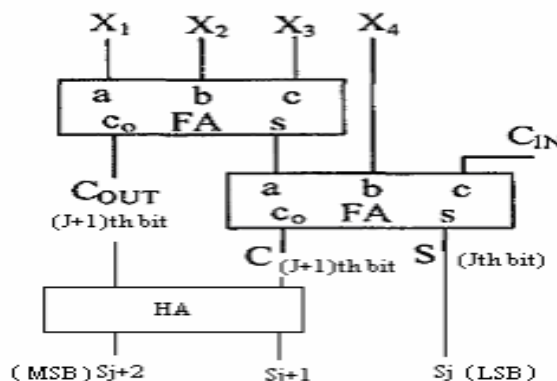 X1 X2 X3 X4
a b c
co FA s
CIN
COUT
(J+1)th bit
a b c
co FA s
C (J+1)th bit S (Jth bit)
HA
(MSB) Sj+2 Si+1 Sj (LSB)